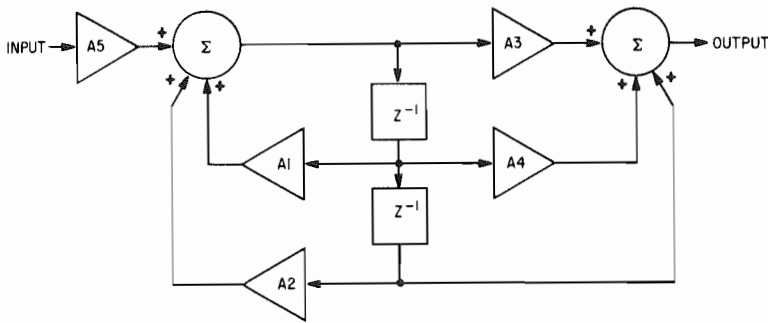 INPUT A5 + Σ A3 + Σ OUTPUT
+ + + +
Z⁻¹
A1 A4
Z⁻¹
A2